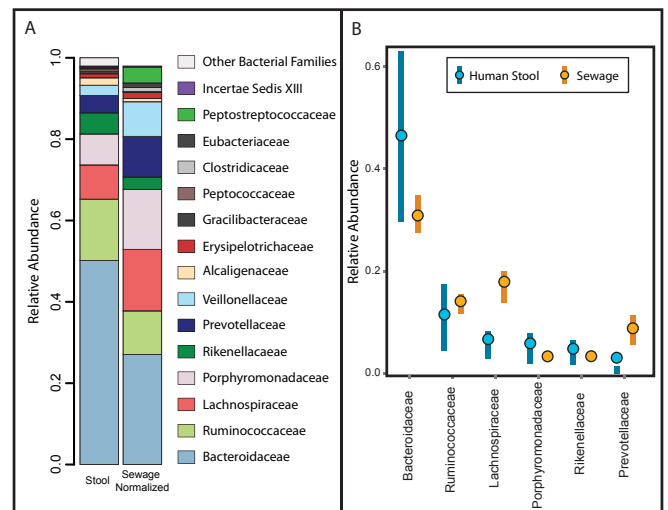 A
Relative Abundance
1.0
0.8
0.6
0.4
0.2
0.0
Stool
Sewage
Normalized
Other Bacterial Families
Incertae Sedis XIII
Peptostreptococcaceae
Eubacteriaceae
Clostridicaceae
Peptococcaceae
Gracilibacteraceae
Erysipelotrichaceae
Alcaligenaceae
Veillonellaceae
Prevotellaceae
Rikenellacaeae
Porphyromonadaceae
Lachnospiraceae
Ruminococcaceae
Bacteroidaceae
B
Human Stool
Sewage
Relative Abundance
0.6
0.4
0.2
0.0
Bacteroidaceae
Ruminoccaceae
Lachnospiraceae
Porphyromonadaceae
Rikenellaceae
Prevotellaceae